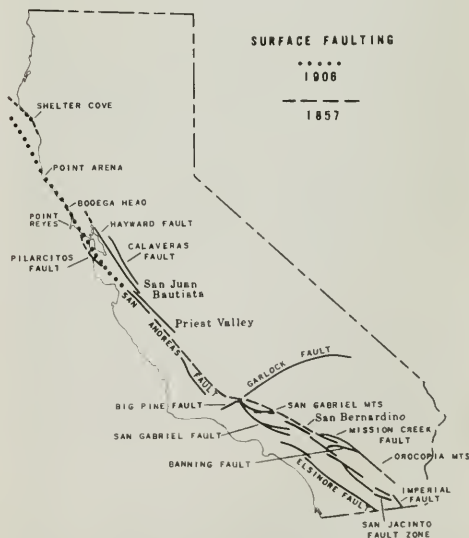 SURFACE FAULTING
1906
1857
SHELTER COVE
POINT ARENA
BODEGA HEAD
POINT
REYES
HAYWARD FAULT
CALAVERAS
FAULT
PILARCITOS
FAULT
San Juan
Bautista
SAN
ANDREAS
FAULT
Priest Valley
GARLOCK FAULT
BIG PINE FAULT
SAN GABRIEL MTS
San Bernardino
SAN GABRIEL FAULT
MISSION CREEK
FAULT
BANNING FAULT
OROCOPIA MTS
ELSINORE FAULT
IMPERIAL
FAULT
SAN JACINTO
FAULT ZONE